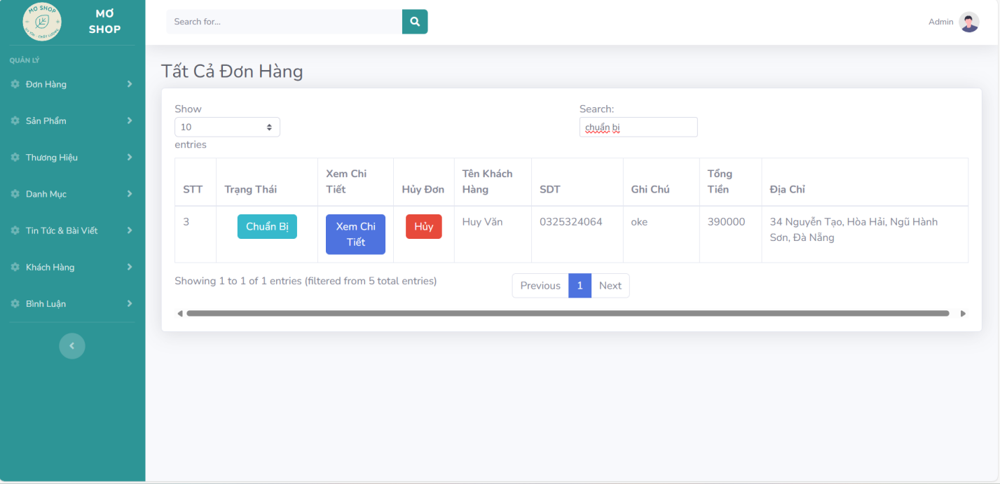 MƠ SHOP
UY TÍN - CHẤT LƯỢNG
MƠ
SHOP
Search for...
Admin
QUẢN LÝ
Đơn Hàng
Sản Phẩm
Thương Hiệu
Danh Mục
Tin Tức & Bài Viết
Khách Hàng
Bình Luận
Tất Cả Đơn Hàng
Show
10
entries
Search:
chuẩn bị
STT
Trạng Thái
Xem Chi
Tiết
Hủy Đơn
Tên Khách
Hàng
SDT
Ghi Chú
Tổng
Tiền
Địa Chỉ
3
Chuẩn Bị
Xem Chi
Tiết
Hủy
Huy Văn
0325324064
oke
390000
34 Nguyễn Tạo, Hòa Hải, Ngũ Hành
Sơn, Đà Nẵng
Showing 1 to 1 of 1 entries (filtered from 5 total entries)
Previous
1
Next